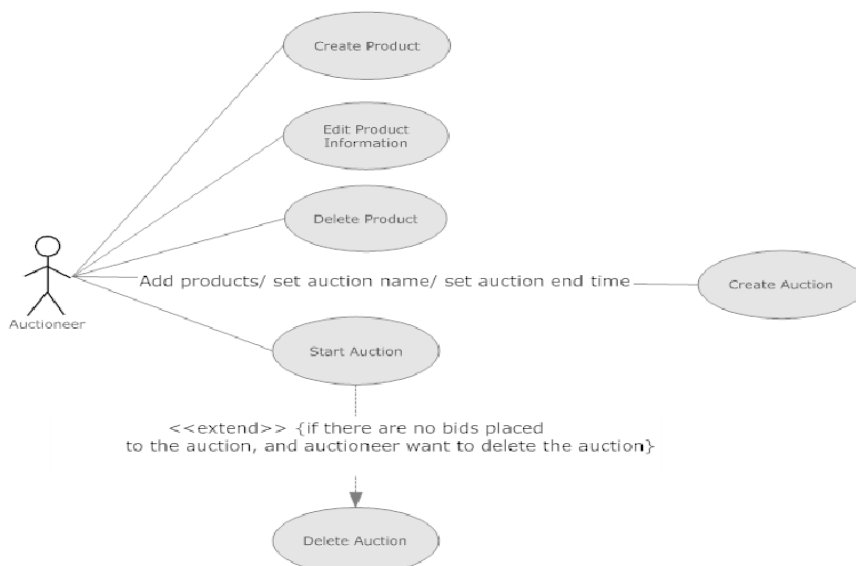 Create Product
Edit Product
Information
Delete Product
Add products/ set auction name/ set auction end time
Create Auction
Auctioneer
Start Auction
<<extend>> {if there are no bids placed
to the auction, and auctioneer want to delete the auction}
Delete Auction